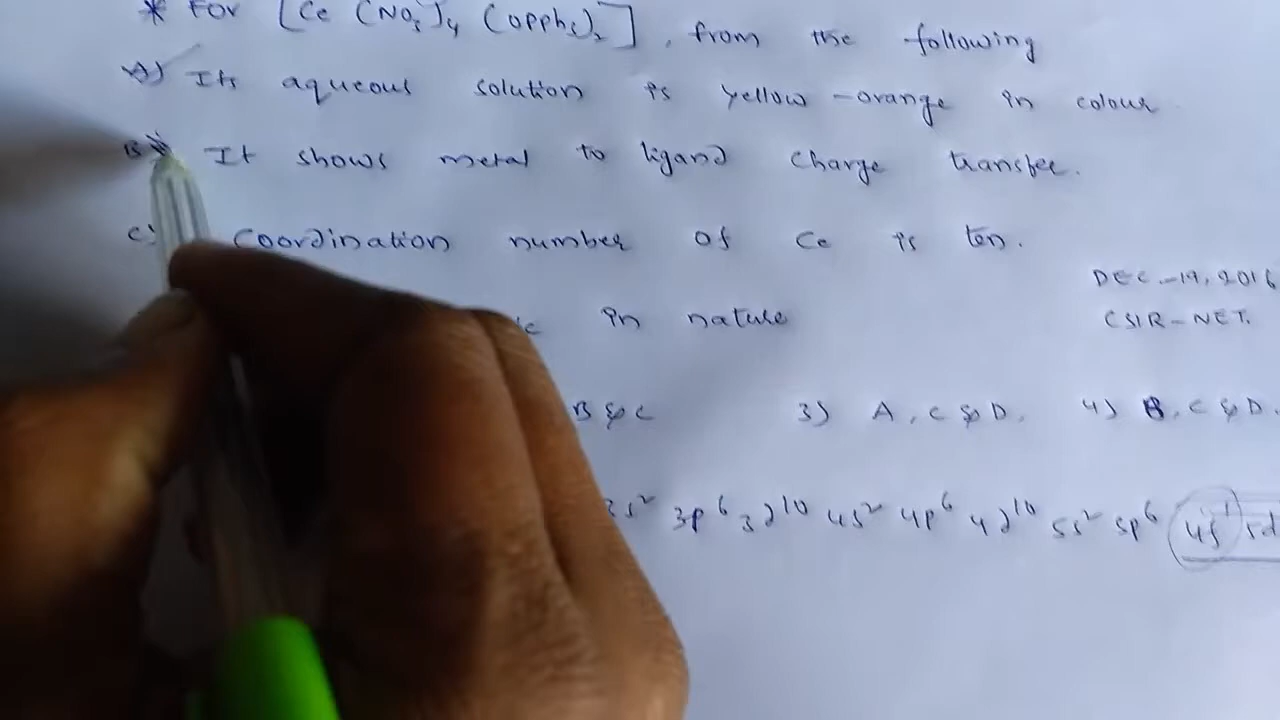 * For [Ce (NO3)4 (OPPh3)2], from the following
A) Its aqueous solution is yellow-orange in colour
B) It shows metal to ligand charge transfer.
C) Coordination number of Ce is ten.
in nature
DEC-19, 2016
CSIR-NET.
B & C 3) A, C & D. 4) B, C & D.
3s² 3p⁶ 3d¹⁰ 4s² 4p⁶ 4d¹⁰ 5s² 5p⁶ 4f¹ 5d